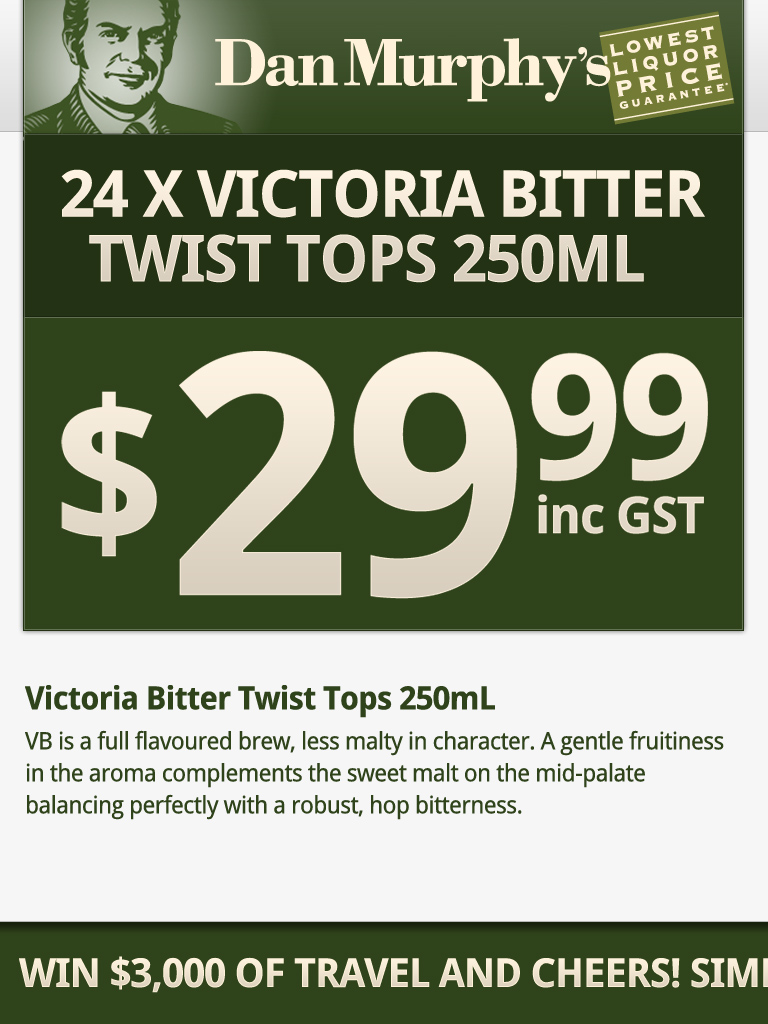 Dan Murphy's
LOWEST
LIQUOR
PRICE
GUARANTEE*
24 X VICTORIA BITTER
TWIST TOPS 250ML
$2999
inc GST
Victoria Bitter Twist Tops 250mL
VB is a full flavoured brew, less malty in character. A gentle fruitiness
in the aroma complements the sweet malt on the mid-palate
balancing perfectly with a robust, hop bitterness.
WIN $3,000 OF TRAVEL AND CHEERS!